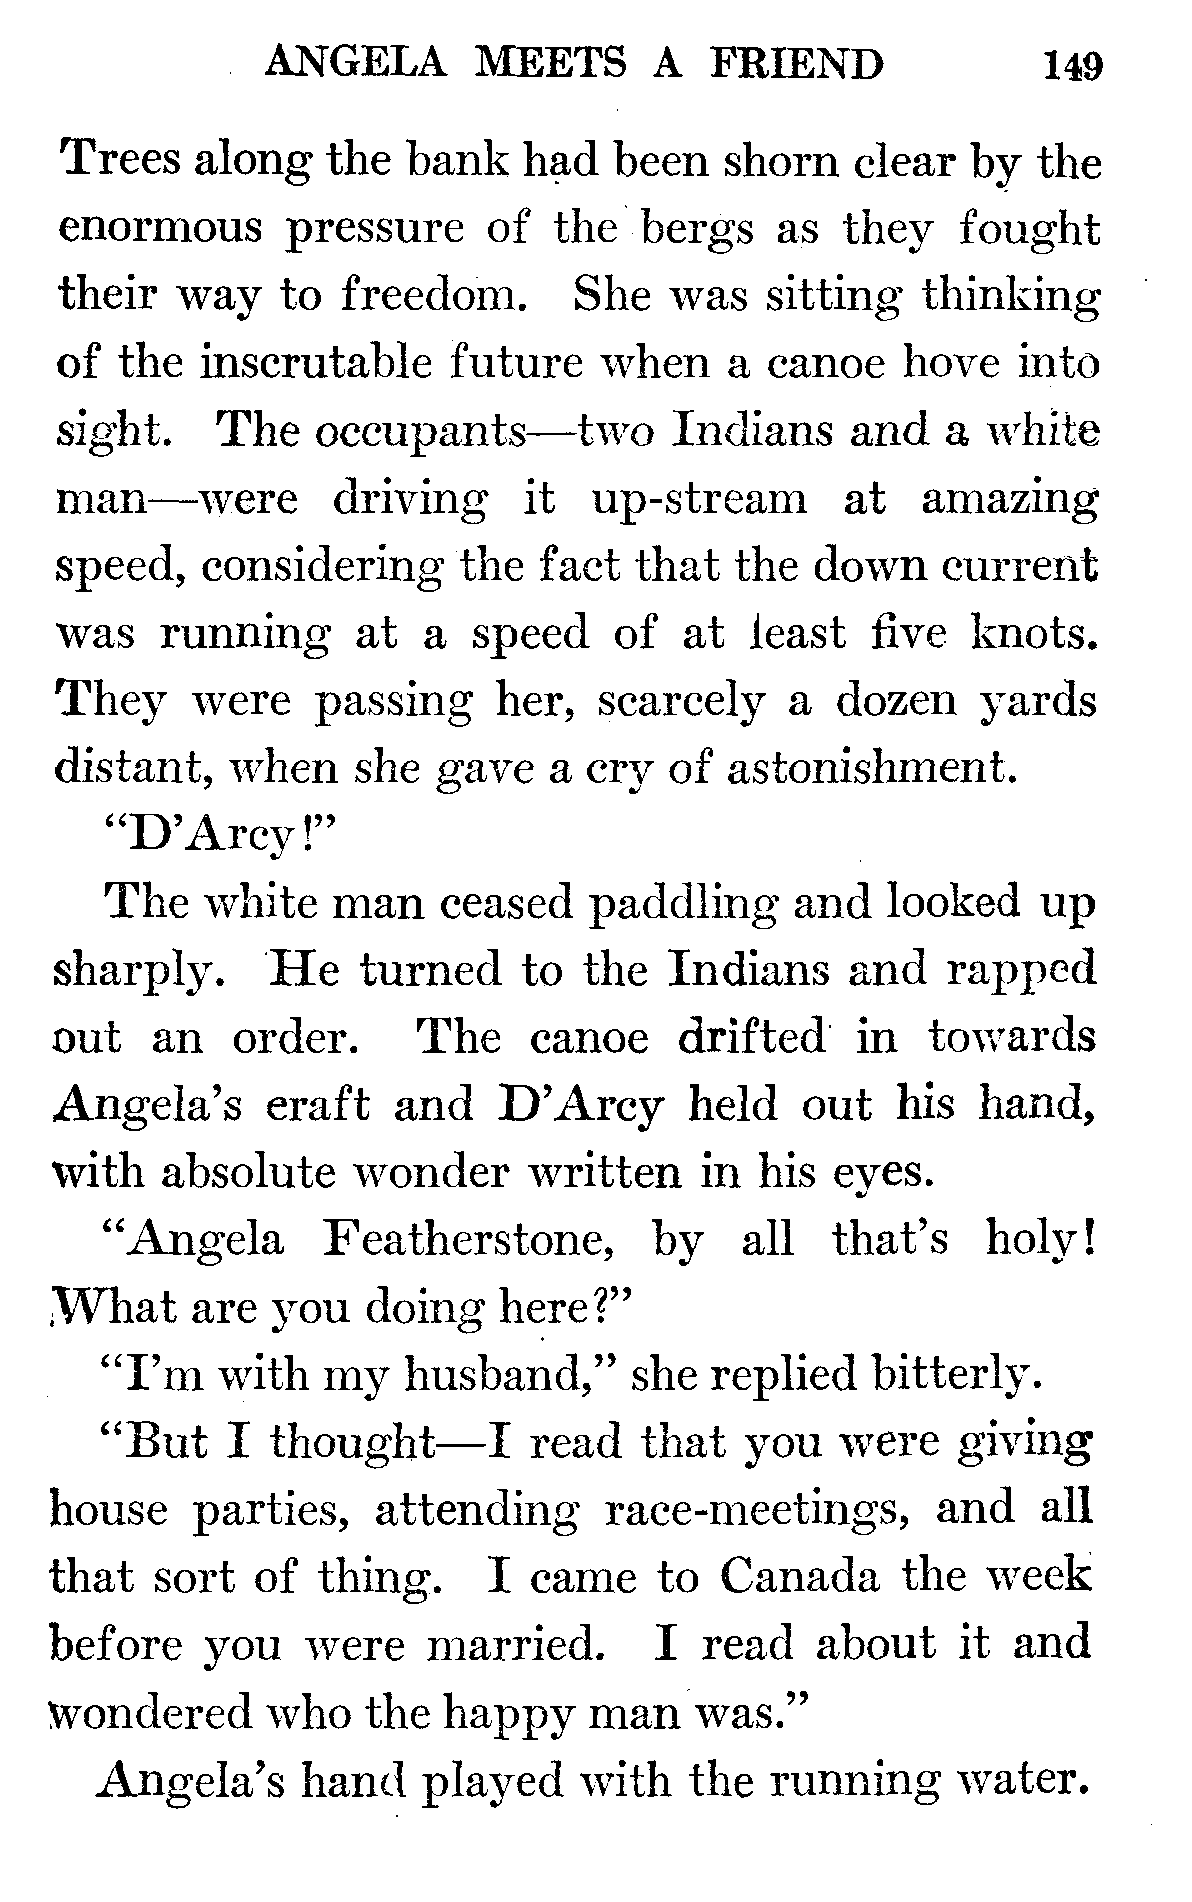 ANGELA MEETS A FRIEND 149
Trees along the bank had been shorn clear by the
enormous pressure of the bergs as they fought
their way to freedom. She was sitting thinking
of the inscrutable future when a canoe hove into
sight. The occupants—two Indians and a white
man—were driving it up-stream at amazing
speed, considering the fact that the down current
was running at a speed of at least five knots.
They were passing her, scarcely a dozen yards
distant, when she gave a cry of astonishment.
“D’Arcy!”
The white man ceased paddling and looked up
sharply. He turned to the Indians and rapped
out an order. The canoe drifted in towards
Angela’s eraft and D’Arcy held out his hand,
with absolute wonder written in his eyes.
“Angela Featherstone, by all that’s holy!
What are you doing here?”
“I’m with my husband,” she replied bitterly.
“But I thought—I read that you were giving
house parties, attending race-meetings, and all
that sort of thing. I came to Canada the week
before you were married. I read about it and
wondered who the happy man was.”
Angela’s hand played with the running water.